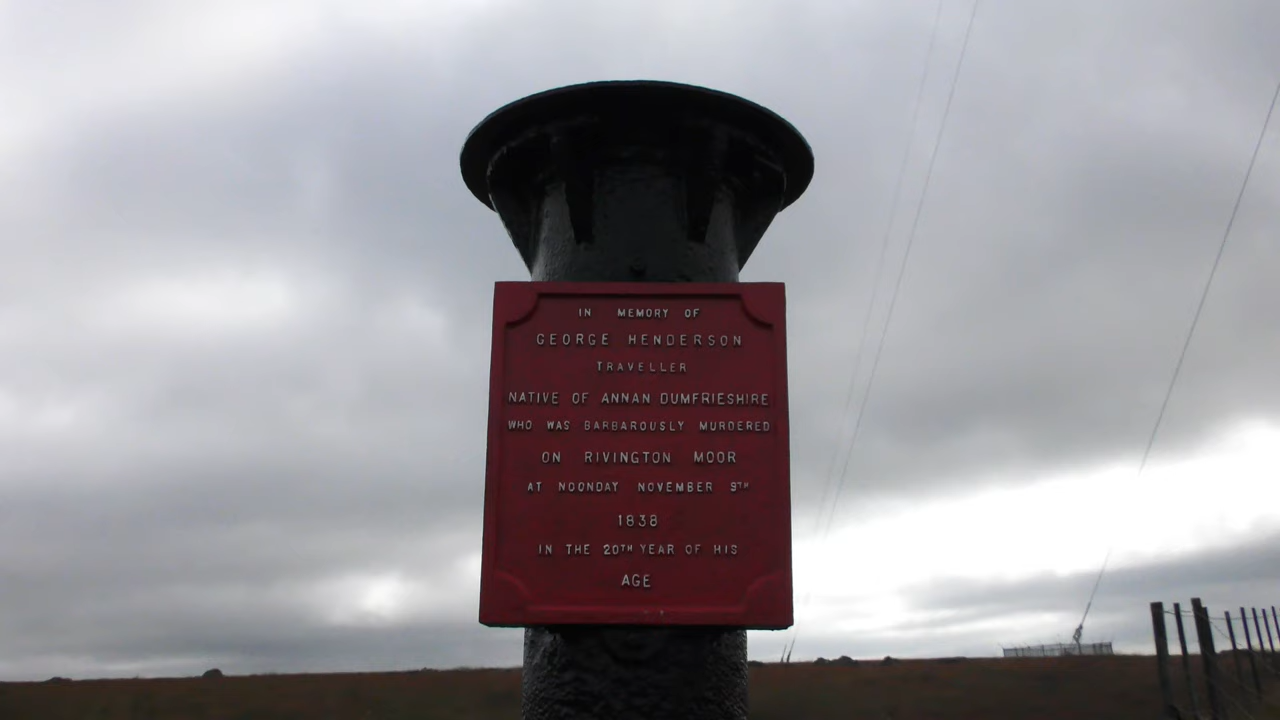 IN MEMORY OF
GEORGE HENDERSON
TRAVELLER
NATIVE OF ANNAN DUMFRIESHIRE
WHO WAS BARBAROUSLY MURDERED
ON RIVINGTON MOOR
AT NOONDAY NOVEMBER 9TH
1838
IN THE 20TH YEAR OF HIS
AGE